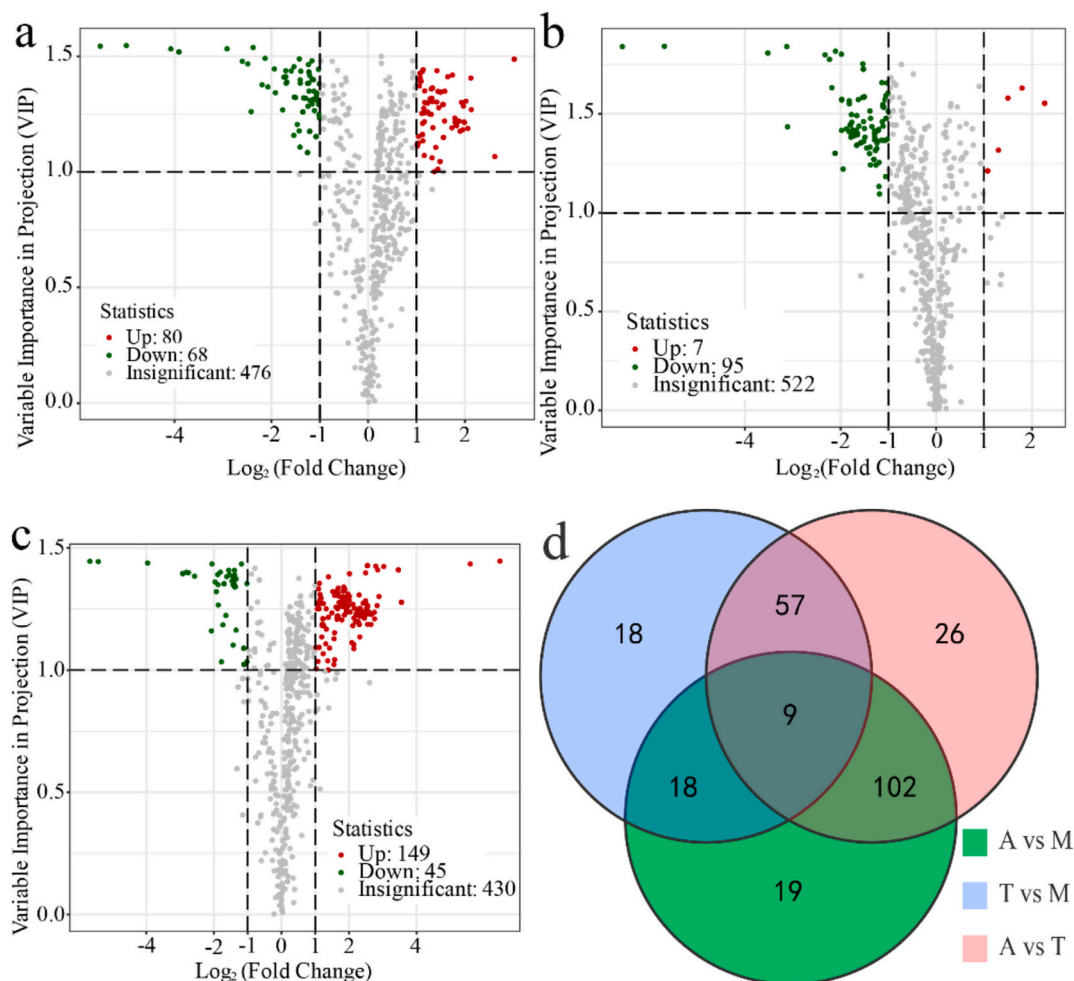 a
Variable Importance in Projection (VIP)
1.5
1.0
0.5
0.0
Statistics
Up: 80
Down: 68
Insignificant: 476
-4
-2
-1
0
1
2
Log₂ (Fold Change)
b
Variable Importance in Projection (VIP)
1.5
1.0
0.5
0.0
Statistics
Up: 7
Down: 95
Insignificant: 522
-4
-2
-1
0
1
2
Log₂(Fold Change)
c
Variable Importance in Projection (VIP)
1.5
1.0
0.5
0.0
Statistics
Up: 149
Down: 45
Insignificant: 430
-4
-2
-1
0
1
2
4
Log₂ (Fold Change)
d
18
57
26
9
18
102
19
A vs M
T vs M
A vs T